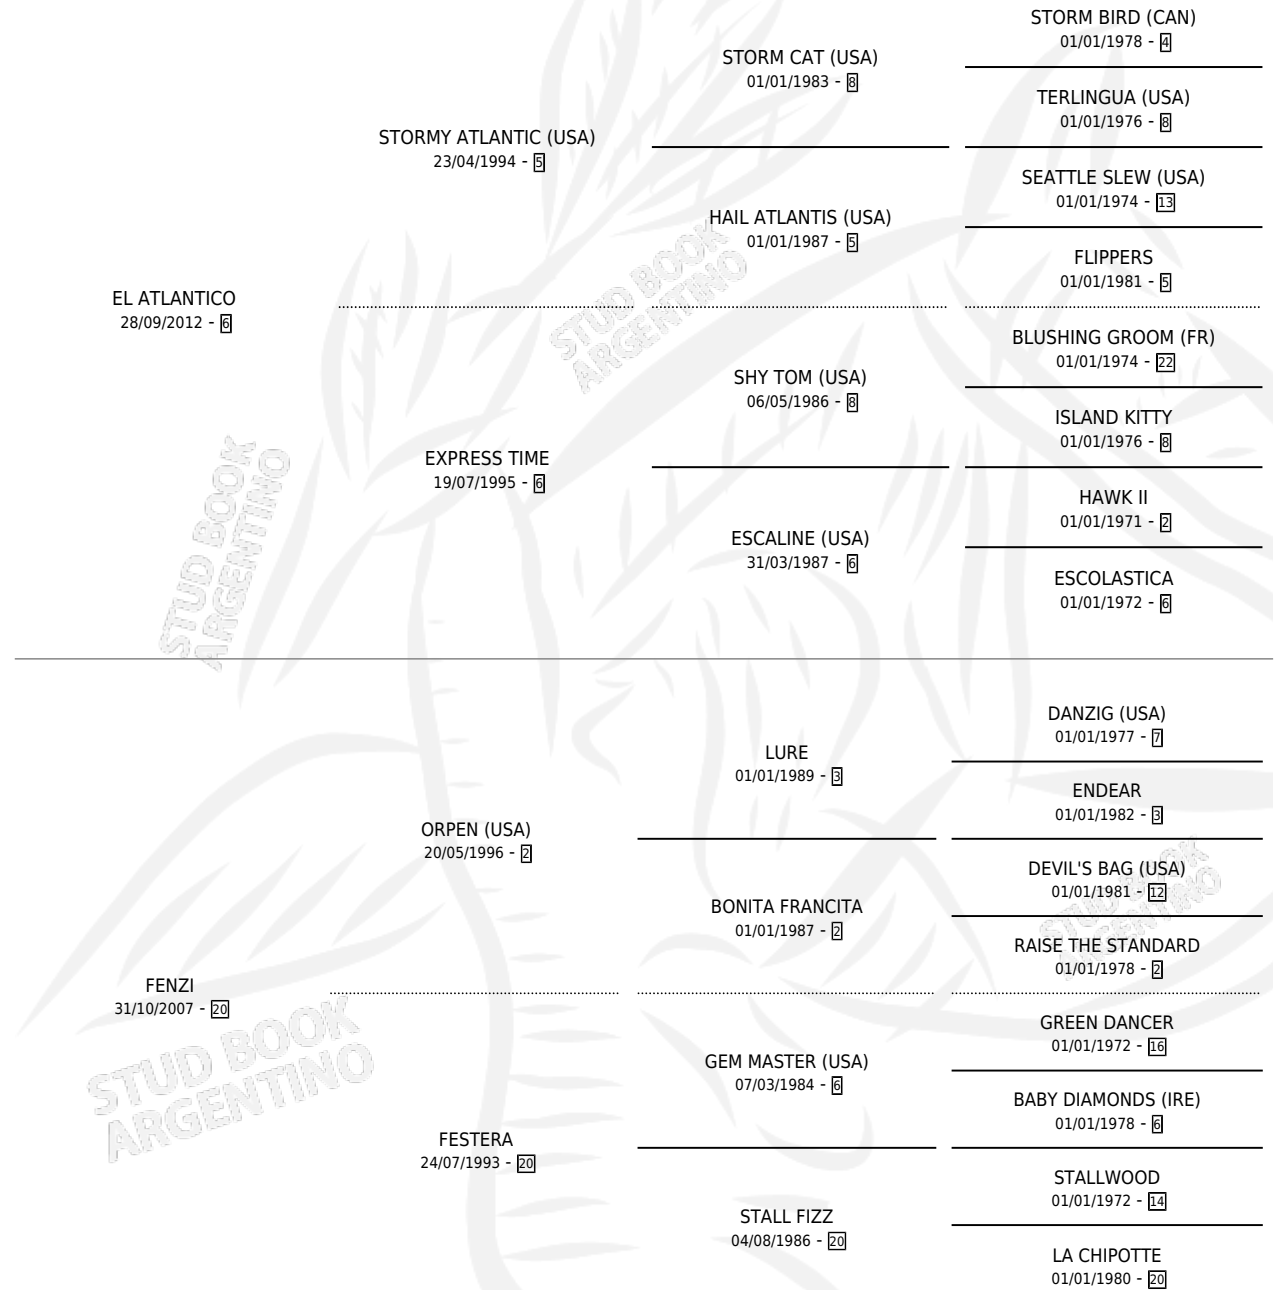 STORM BIRD (CAN)
01/01/1978 - 4
STORM CAT (USA)
01/01/1983 - 8
TERLINGUA (USA)
01/01/1976 - 8
STORMY ATLANTIC (USA)
23/04/1994 - 5
SEATTLE SLEW (USA)
01/01/1974 - 13
HAIL ATLANTIS (USA)
01/01/1987 - 5
FLIPPERS
01/01/1981 - 5
EL ATLANTICO
28/09/2012 - 6
BLUSHING GROOM (FR)
01/01/1974 - 22
SHY TOM (USA)
06/05/1986 - 8
ISLAND KITTY
01/01/1976 - 8
EXPRESS TIME
19/07/1995 - 6
HAWK II
01/01/1971 - 2
ESCALINE (USA)
31/03/1987 - 6
ESCOLASTICA
01/01/1972 - 6
DANZIG (USA)
01/01/1977 - 7
LURE
01/01/1989 - 3
ENDEAR
01/01/1982 - 3
ORPEN (USA)
20/05/1996 - 2
DEVIL'S BAG (USA)
01/01/1981 - 12
BONITA FRANCITA
01/01/1987 - 2
RAISE THE STANDARD
01/01/1978 - 2
FENZI
31/10/2007 - 20
GREEN DANCER
01/01/1972 - 16
GEM MASTER (USA)
07/03/1984 - 6
BABY DIAMONDS (IRE)
01/01/1978 - 6
FESTERA
24/07/1993 - 20
STALLWOOD
01/01/1972 - 14
STALL FIZZ
04/08/1986 - 20
LA CHIPOTTE
01/01/1980 - 20
STUD BOOK
ARGENTINO
STUD BOOK
ARGENTINO
STUD BOOK
ARGENTINO
STUD BOOK
ARGENTINO